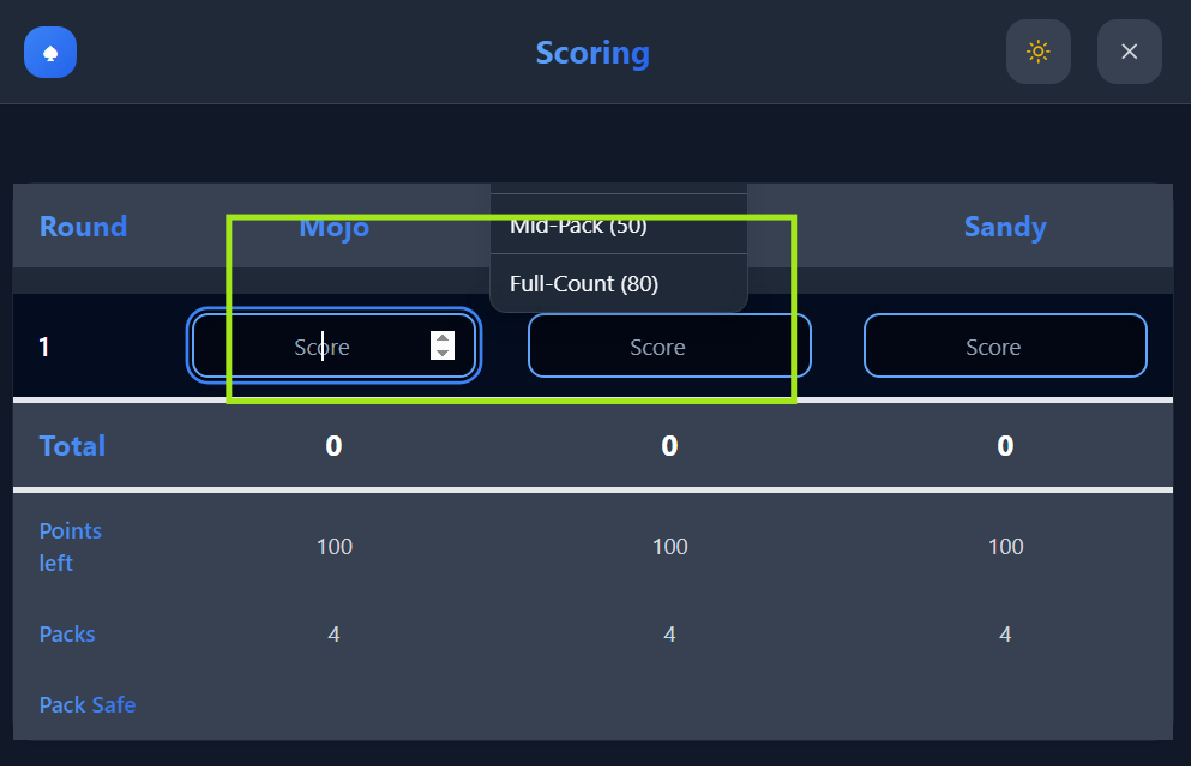 Scoring
Round Mojo Sandy
Mid-Pack (50)
Full-Count (80)
1 Score Score Score
Total 0 0 0
Points
left 100 100 100
Packs 4 4 4
Pack Safe